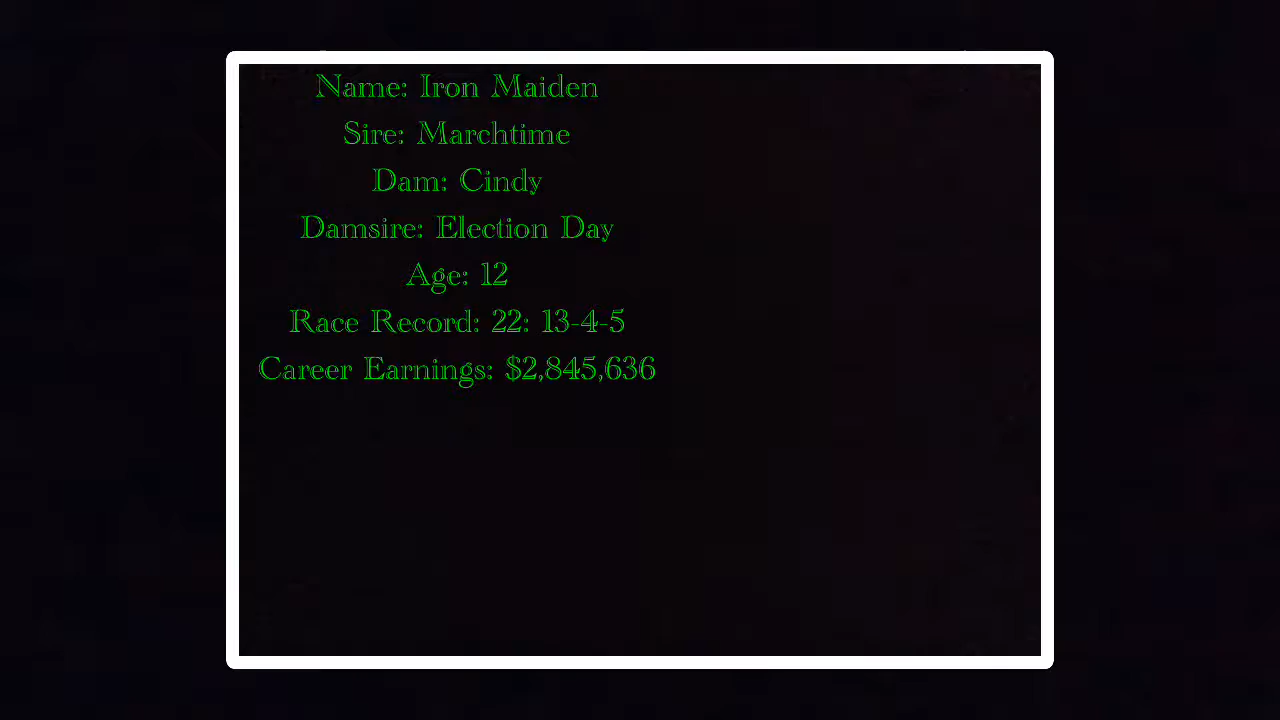 Name: Iron Maiden
Sire: Marchtime
Dam: Cindy
Damsire: Election Day
Age: 12
Race Record: 22: 13-4-5
Career Earnings: $2,845,636